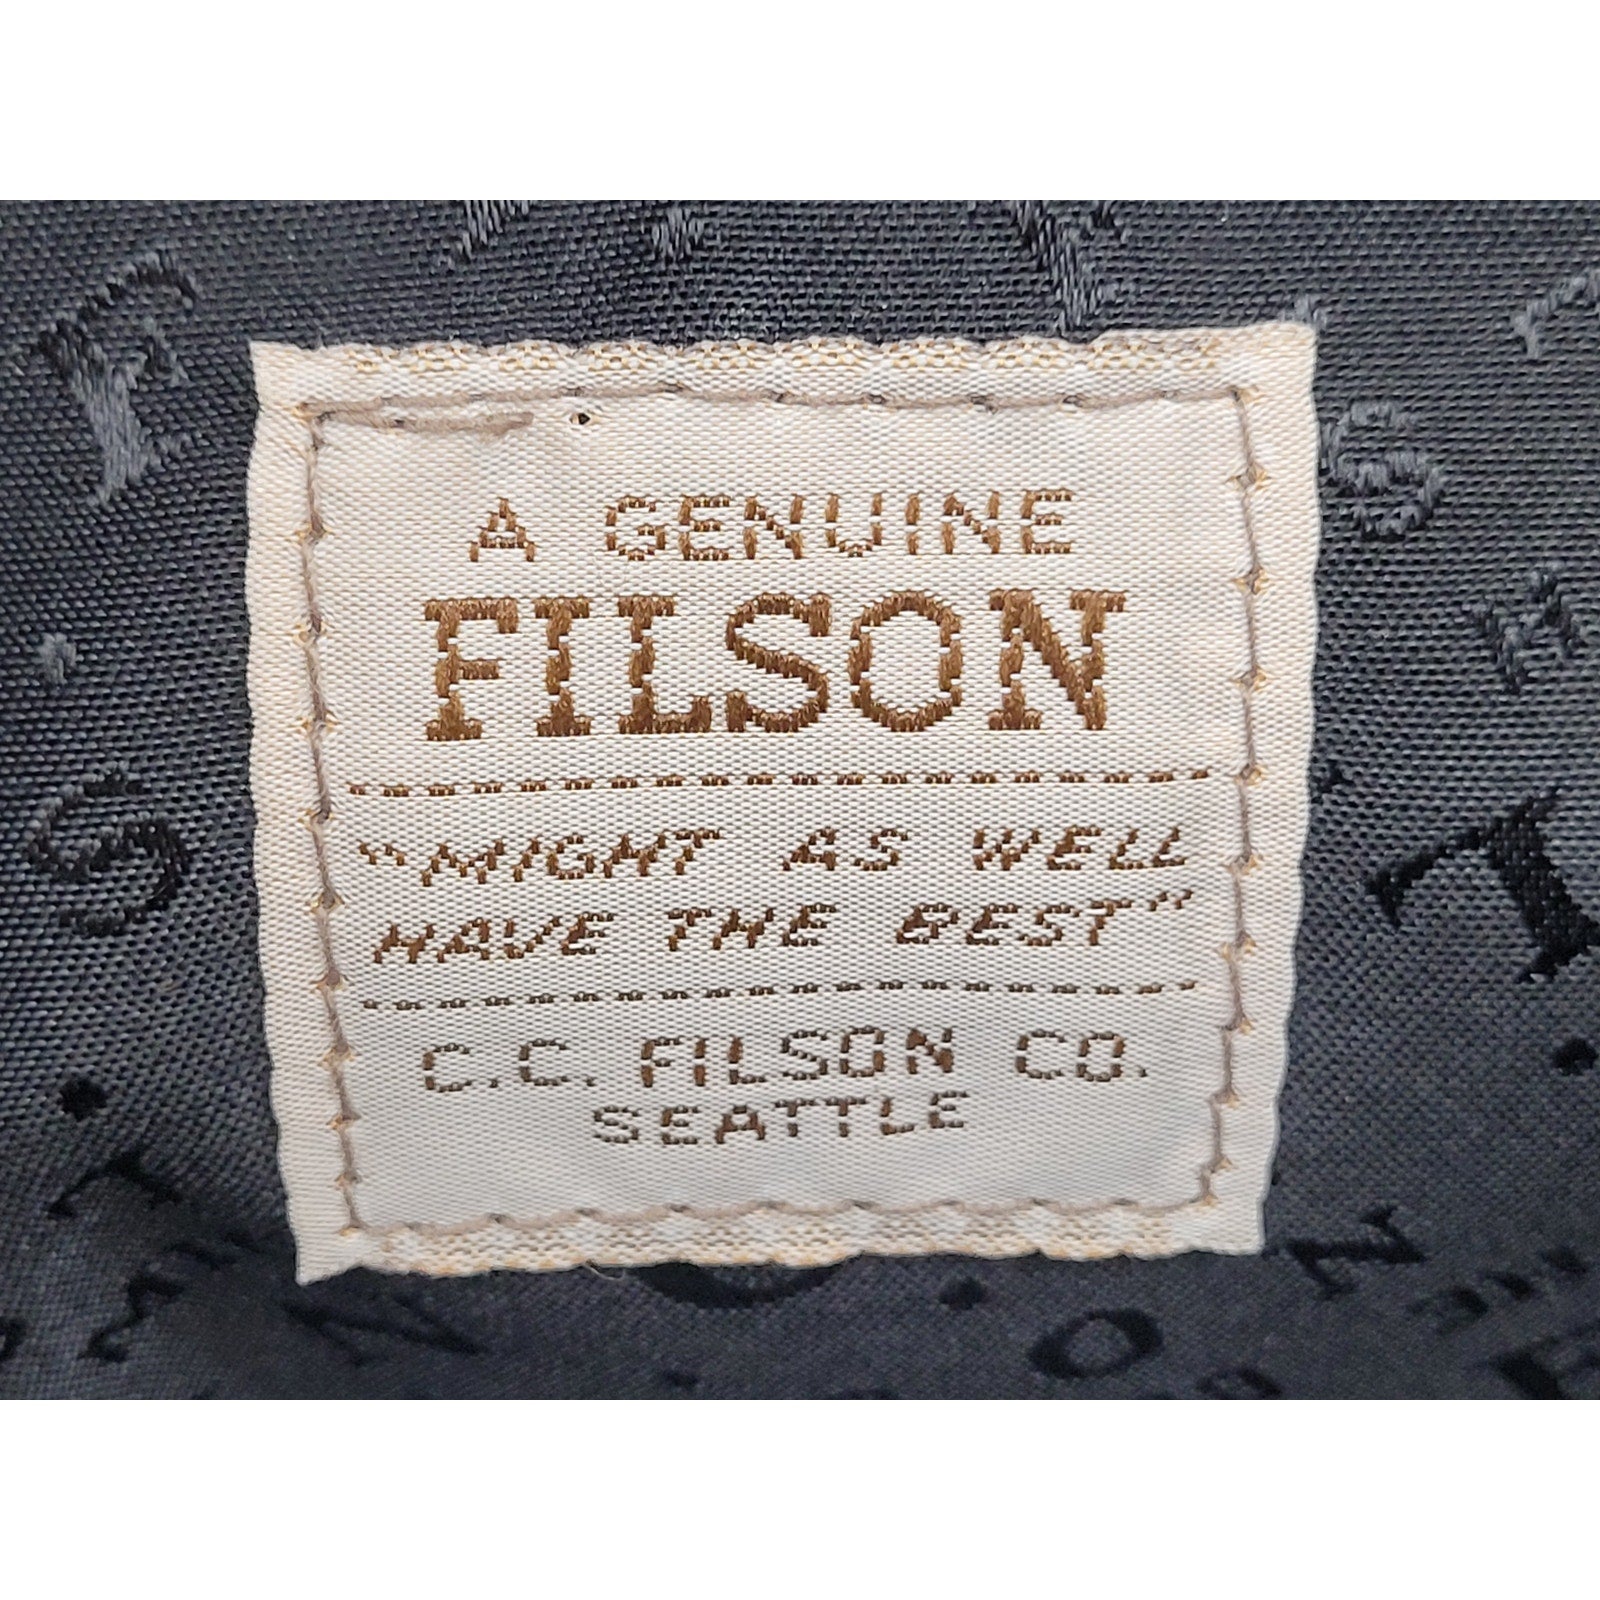 A GENUINE
FILSON
"MIGHT AS WELL
HAVE THE BEST"
C.C. FILSON CO.
SEATTLE